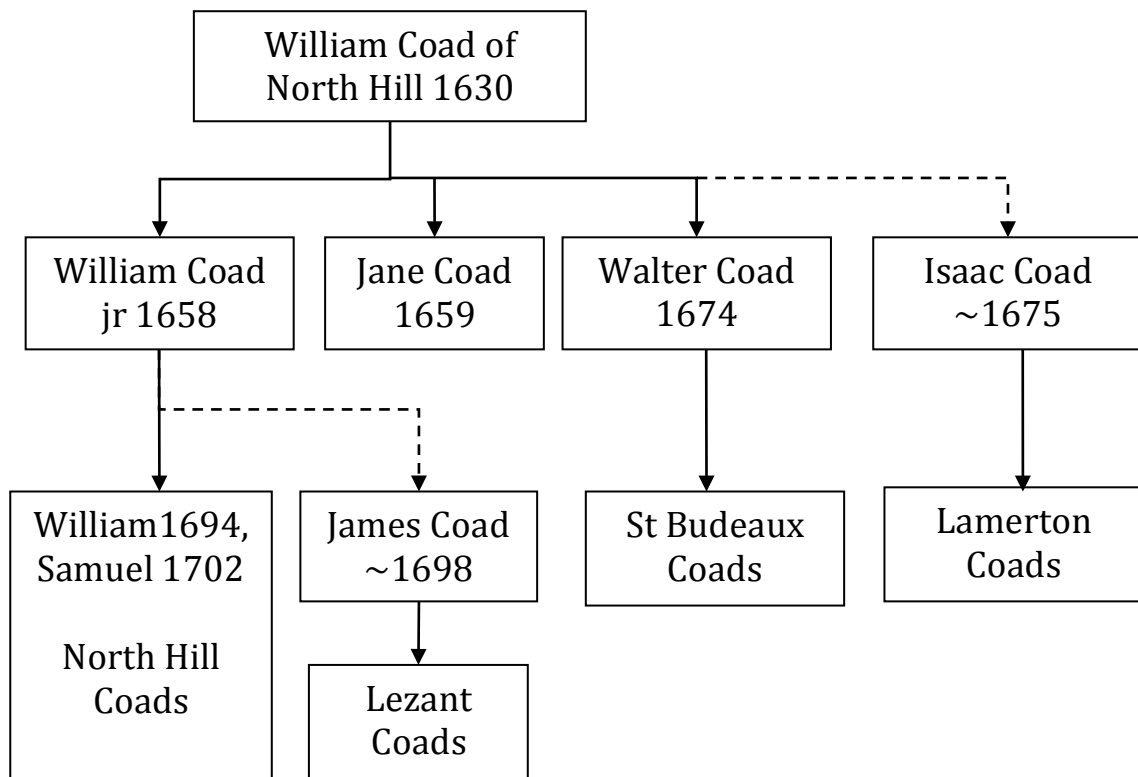 William Coad of
North Hill 1630
William Coad
jr 1658
Jane Coad
1659
Walter Coad
1674
Isaac Coad
~1675
William1694,
Samuel 1702
North Hill
Coads
James Coad
~1698
St Budeaux
Coads
Lamerton
Coads
Lezant
Coads